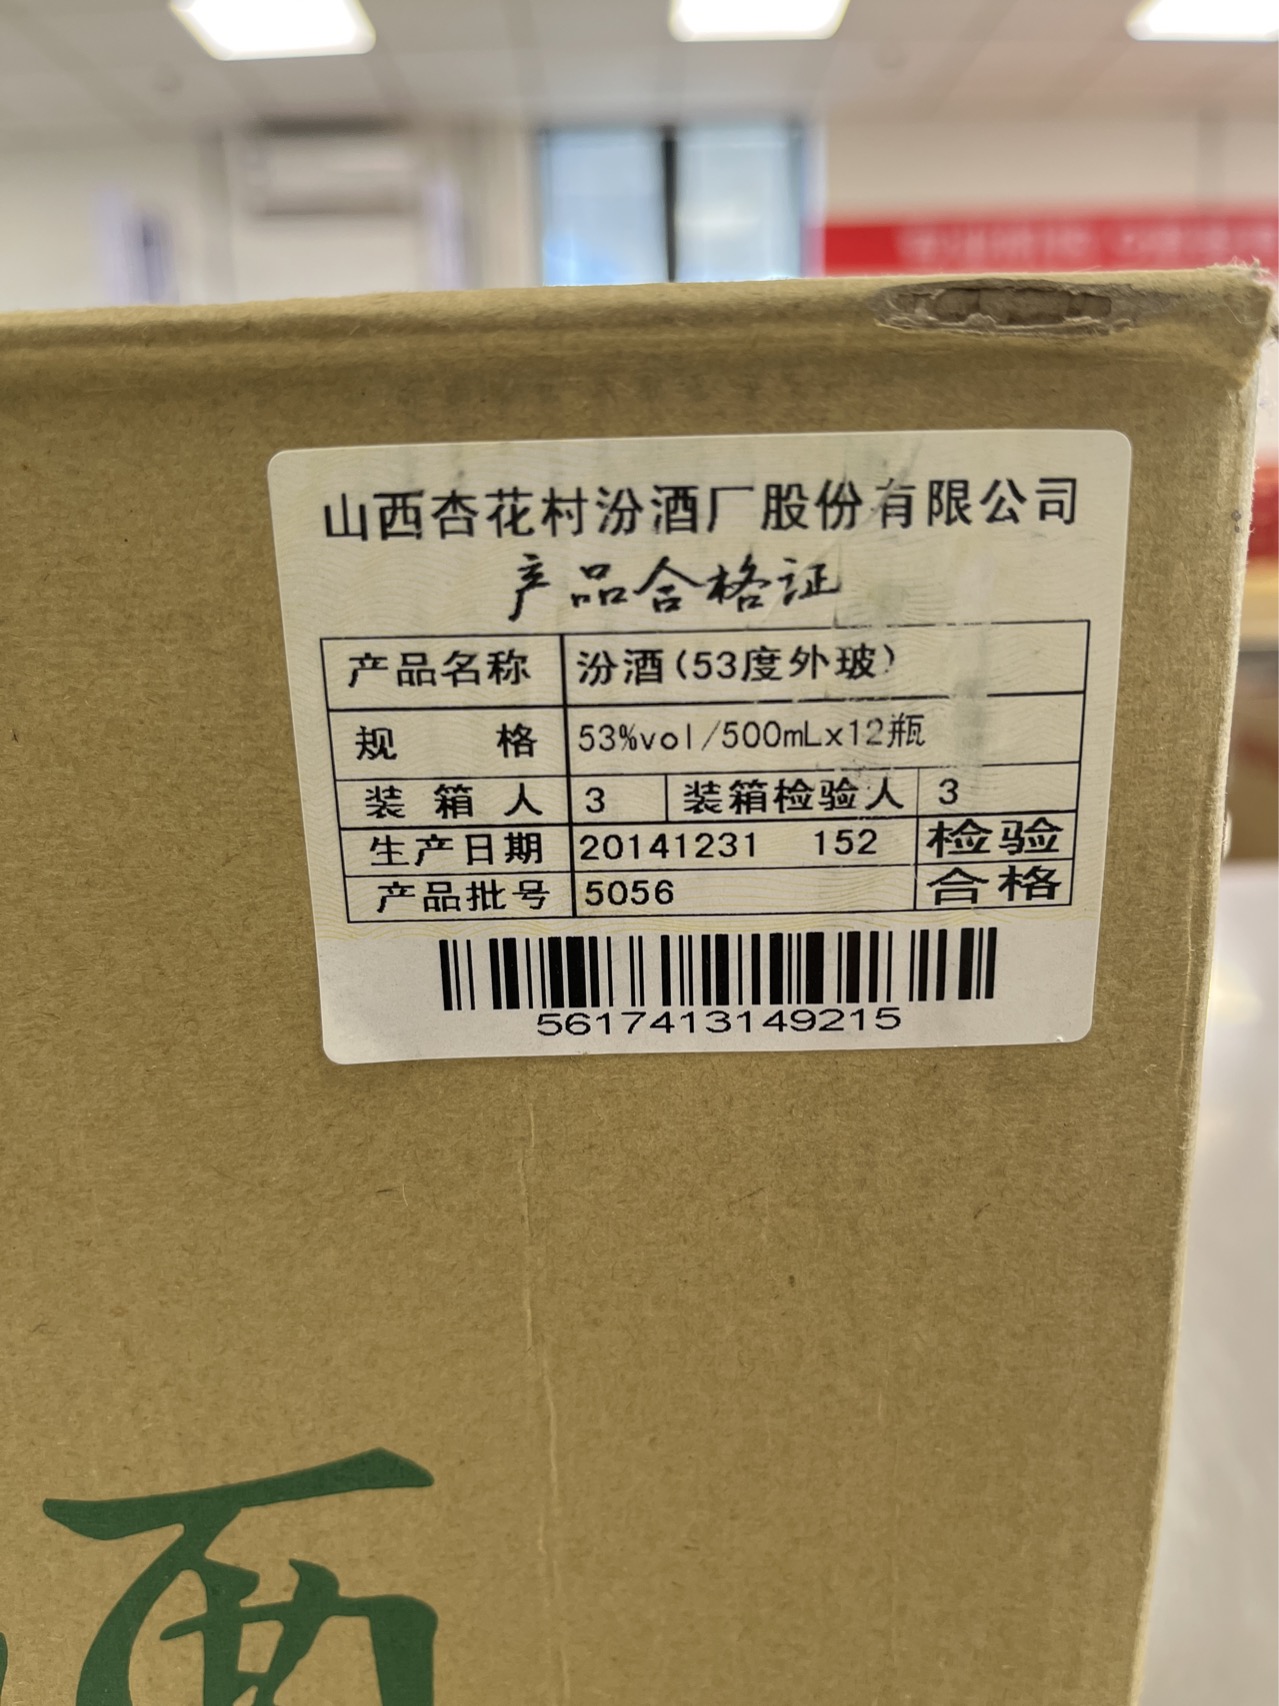 山西杏花村汾酒厂股份有限公司
产品合格证
产品名称 汾酒(53度外玻)
规 格 53%vol/500mLx12瓶
装箱人 3 装箱检验人 3
生产日期 20141231 152 检验
产品批号 5056 合格
5617413149215
西